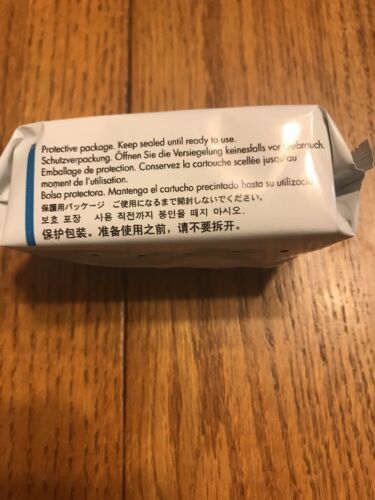 Protective package. Keep sealed until ready to use.
Schutzverpackung. Öffnen Sie die Versiegelung keinesfalls vor Gebrauch.
Emballage de protection. Conservez la cartouche scellée jusqu'au
moment de l'utilisation.
Bolsa protectora. Mantenga el cartucho precintado hasta su utilizació
保護用パッケージ ご使用になるまで開封しないでください。
보호 포장 사용 직전까지 봉인을 떼지 마시오.
保护包装。准备使用之前，请不要拆开。